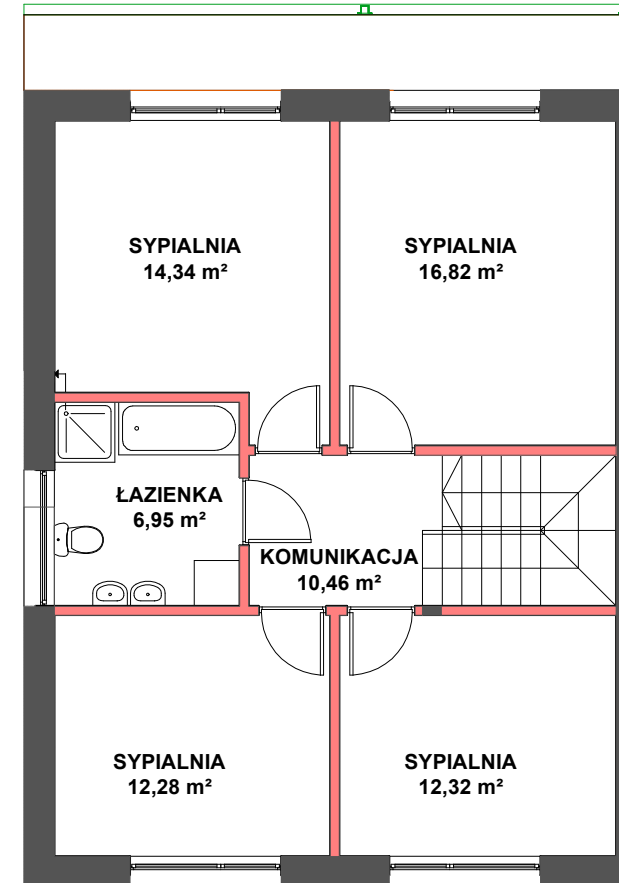 SYPIALNIA
14,34 m²
SYPIALNIA
16,82 m²
ŁAZIENKA
6,95 m²
KOMUNIKACJA
10,46 m²
SYPIALNIA
12,28 m²
SYPIALNIA
12,32 m²